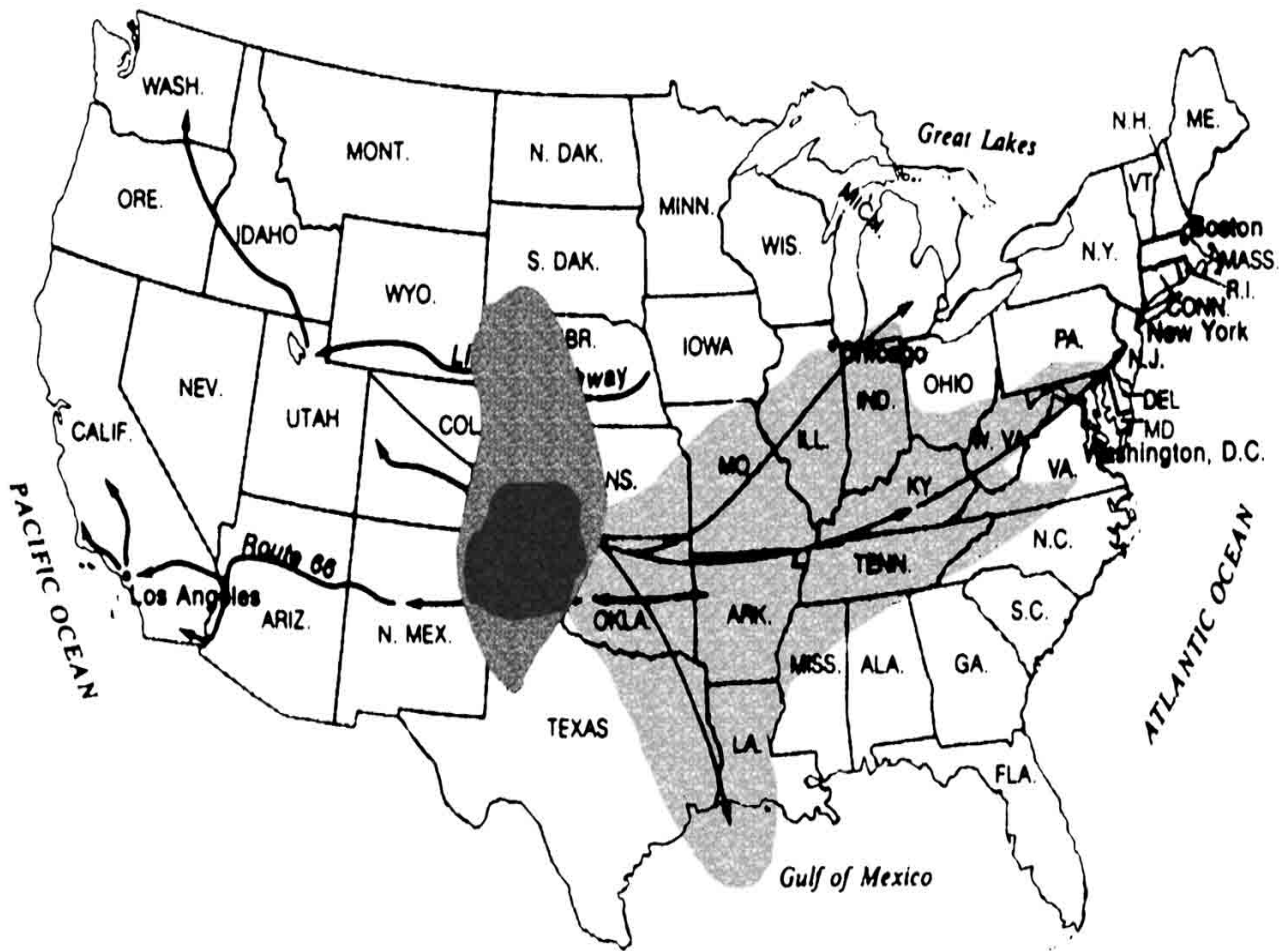 WASH.
MONT.
N. DAK.
MINN.
Great Lakes
N.H.
ME.
VT
ORE.
IDAHO
S. DAK.
WIS.
MICH.
N.Y.
Boston
MASS.
R.I.
CONN.
New York
WYO.
BR.
IOWA
Chicago
PA.
N.J.
NEV.
UTAH
COL
hway
LI
ILL.
IND.
OHIO
DEL
MD
Washington, D.C.
CALIF.
NS.
MO.
KY
W. VA.
VA.
PACIFIC OCEAN
Route 66
Los Angeles
ARIZ.
N. MEX.
OKLA.
ARK.
TENN.
N.C.
S.C.
ATLANTIC OCEAN
TEXAS
LA.
MISS.
ALA.
GA.
FLA.
Gulf of Mexico